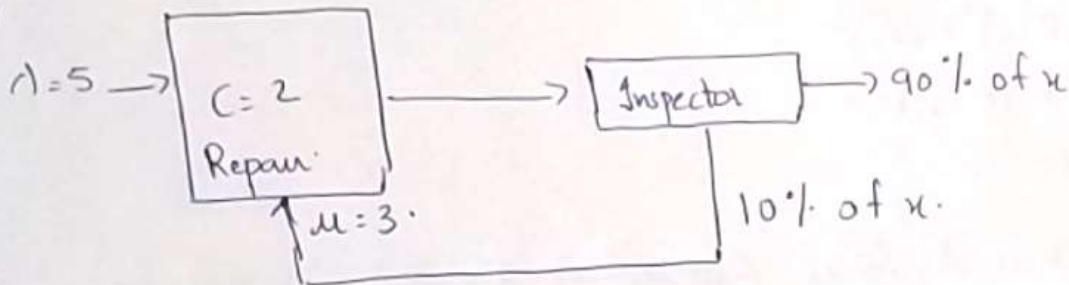 λ=5
C=2
Repair.
μ=3.
Inspector
90% of x
10% of x.